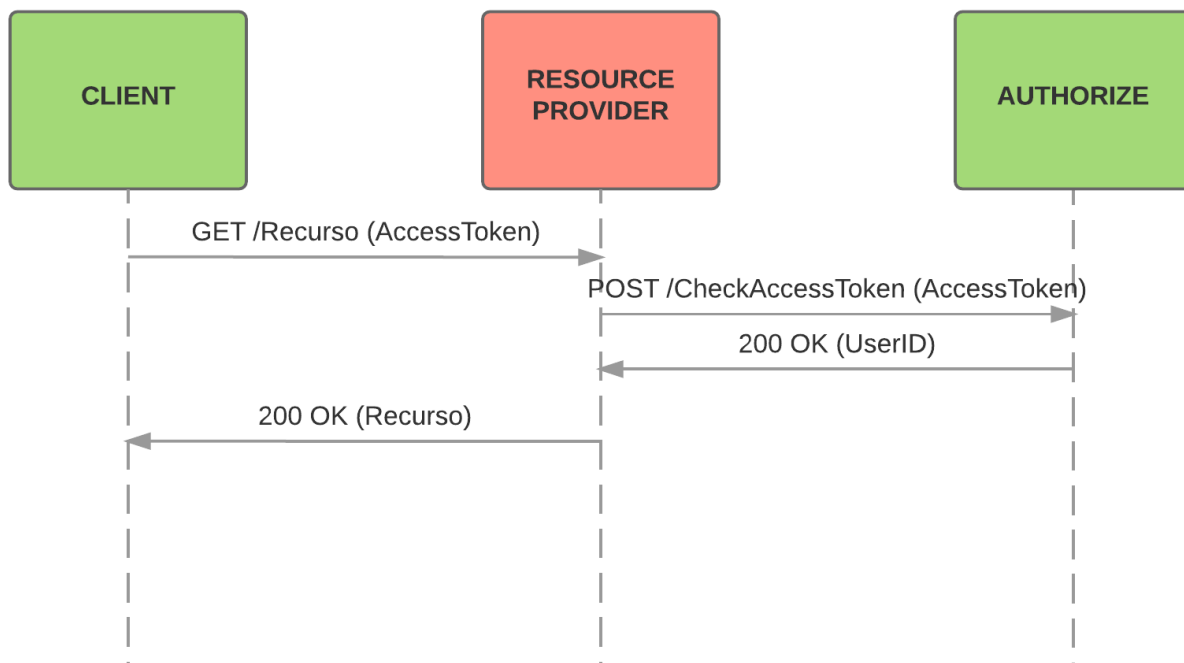 CLIENT
RESOURCE
PROVIDER
AUTHORIZE
GET /Recurso (AccessToken)
POST /CheckAccessToken (AccessToken)
200 OK (UserID)
200 OK (Recurso)